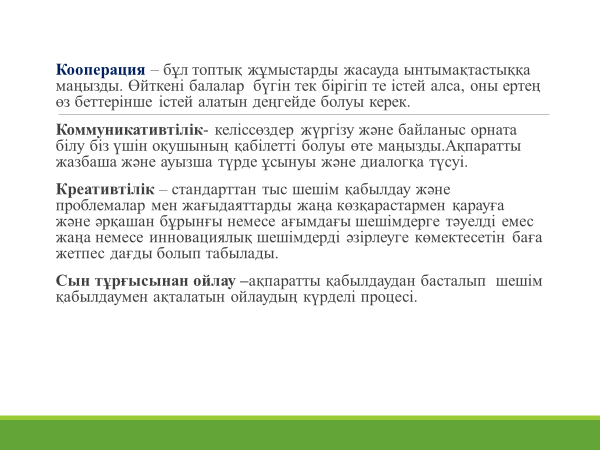 Кооперация – бұл топтық жұмыстарды жасауда ынтымақтастыққа
маңызды. Өйткені балалар бүгін тек бірігіп те істей алса, оны ертең
өз беттерінше істей алатын деңгейде болуы керек.
Коммуникативтілік- келіссөздер жүргізу және байланыс орната
білу біз үшін оқушының қабілетті болуы өте маңызды.Ақпаратты
жазбаша және ауызша түрде ұсынуы және диалогқа түсуі.
Креативтілік – стандарттан тыс шешім қабылдау және
проблемалар мен жағыдаяттарды жаңа көзқарастармен қарауға
және әрқашан бұрынғы немесе ағымдағы шешімдерге тәуелді емес
жаңа немесе инновациялық шешімдерді әзірлеуге көмектесетін баға
жетпес дағды болып табылады.
Сын тұрғысынан ойлау –ақпаратты қабылдаудан басталып шешім
қабылдаумен ақталатын ойлаудың күрделі процесі.